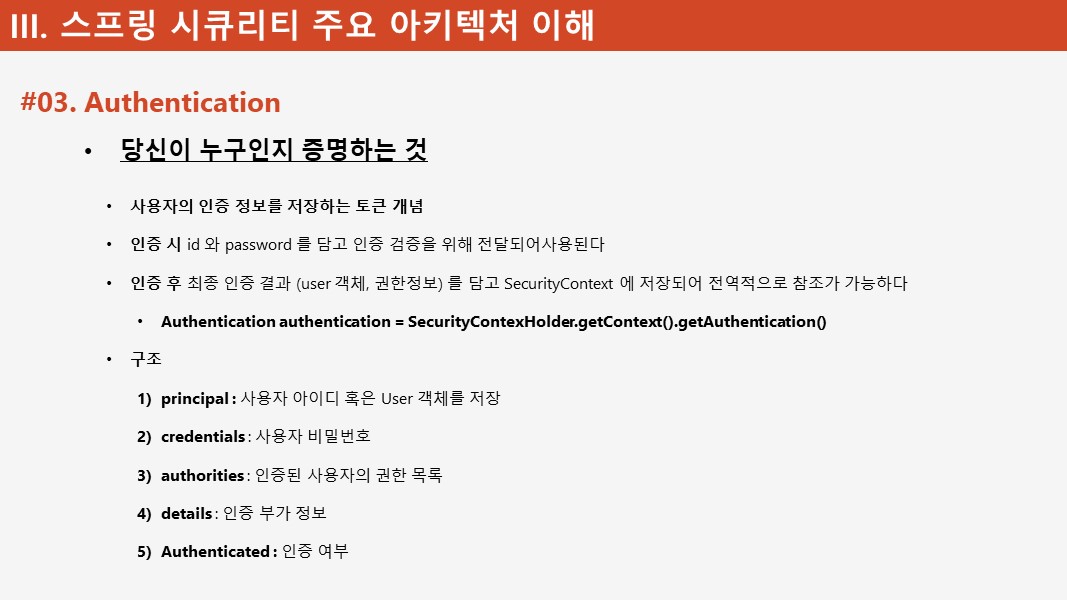 III. 스프링 시큐리티 주요 아키텍처 이해
#03. Authentication
• 당신이 누구인지 증명하는 것
• 사용자의 인증 정보를 저장하는 토큰 개념
• 인증 시 id 와 password 를 담고 인증 검증을 위해 전달되어사용된다
• 인증 후 최종 인증 결과 (user 객체, 권한정보) 를 담고 SecurityContext 에 저장되어 전역적으로 참조가 가능하다
• Authentication authentication = SecurityContexHolder.getContext().getAuthentication()
• 구조
1) principal : 사용자 아이디 혹은 User 객체를 저장
2) credentials : 사용자 비밀번호
3) authorities : 인증된 사용자의 권한 목록
4) details : 인증 부가 정보
5) Authenticated : 인증 여부